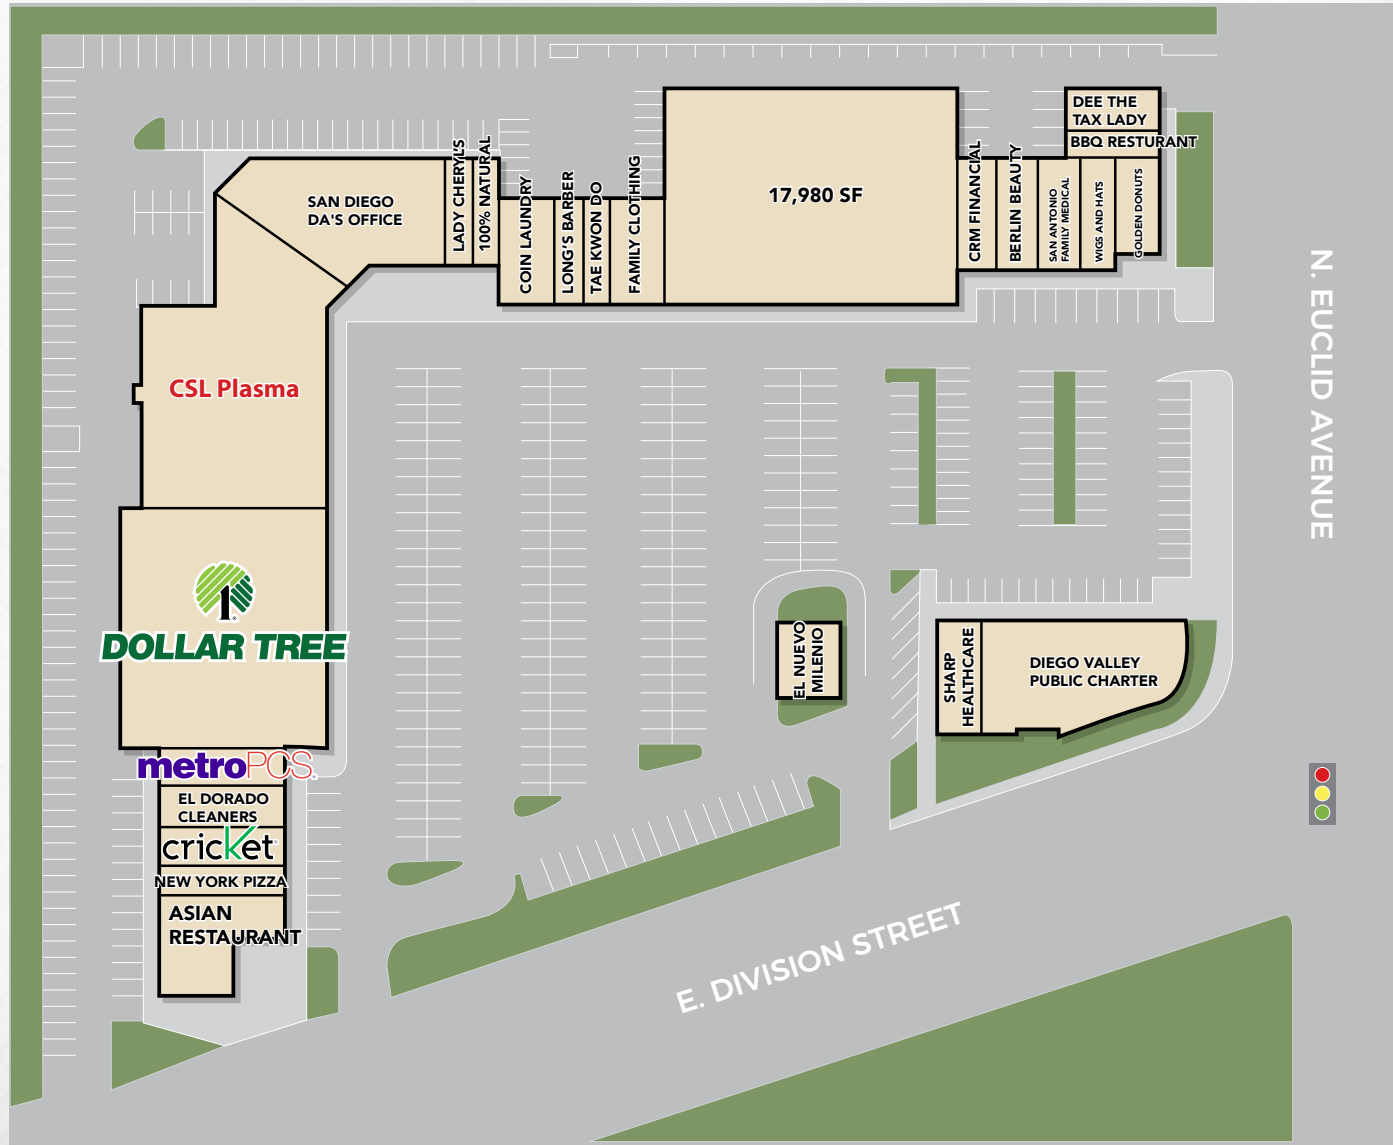 DEE THE
TAX LADY
BBQ RESTURANT
LADY CHERYL'S
100% NATURAL
SAN DIEGO
DA'S OFFICE
COIN LAUNDRY
LONG'S BARBER
TAE KWON DO
FAMILY CLOTHING
17,980 SF
CRM FINANCIAL
BERLIN BEAUTY
SAN ANTONIO
FAMILY MEDICAL
WIGS AND HATS
GOLDEN DONUTS
N. EUCLID AVENUE
CSL Plasma
DOLLAR TREE
EL NUEVO
MILENIO
SHARP
HEALTHCARE
DIEGO VALLEY
PUBLIC CHARTER
metroPCS.
EL DORADO
CLEANERS
cricket
NEW YORK PIZZA
ASIAN
RESTAURANT
E. DIVISION STREET